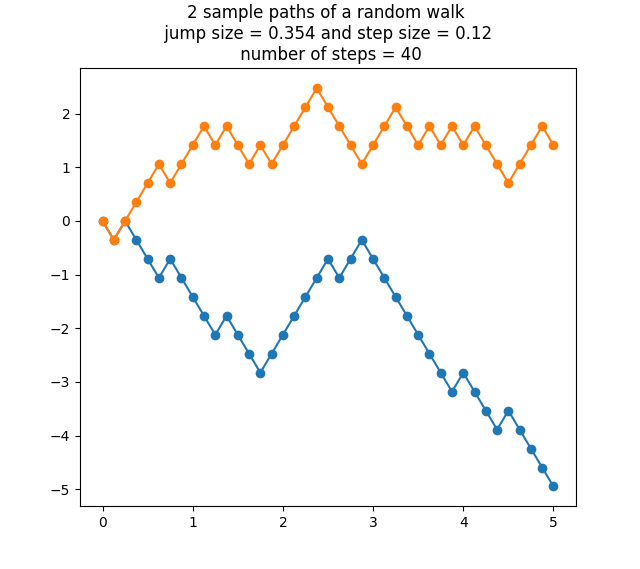 2 sample paths of a random walk
jump size = 0.354 and step size = 0.12
number of steps = 40
2
1
0
−1
−2
−3
−4
−5
0 1 2 3 4 5